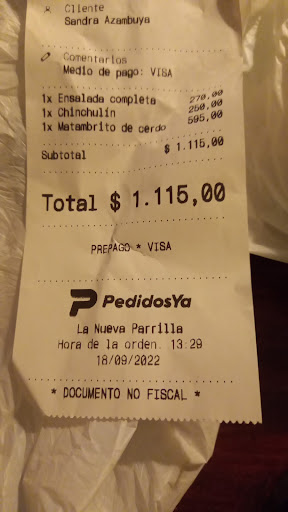 Cliente
Sandra Azambuya
Comentarios
Medio de pago: VISA
1x Ensalada completa 270,00
1x Chinchulín 250,00
1x Matambrito de cerdo 595,00
Subtotal $ 1.115,00
Total $ 1.115,00
PREPAGO * VISA
PedidosYa
La Nueva Parrilla
Hora de la orden. 13:29
18/09/2022
* DOCUMENTO NO FISCAL *